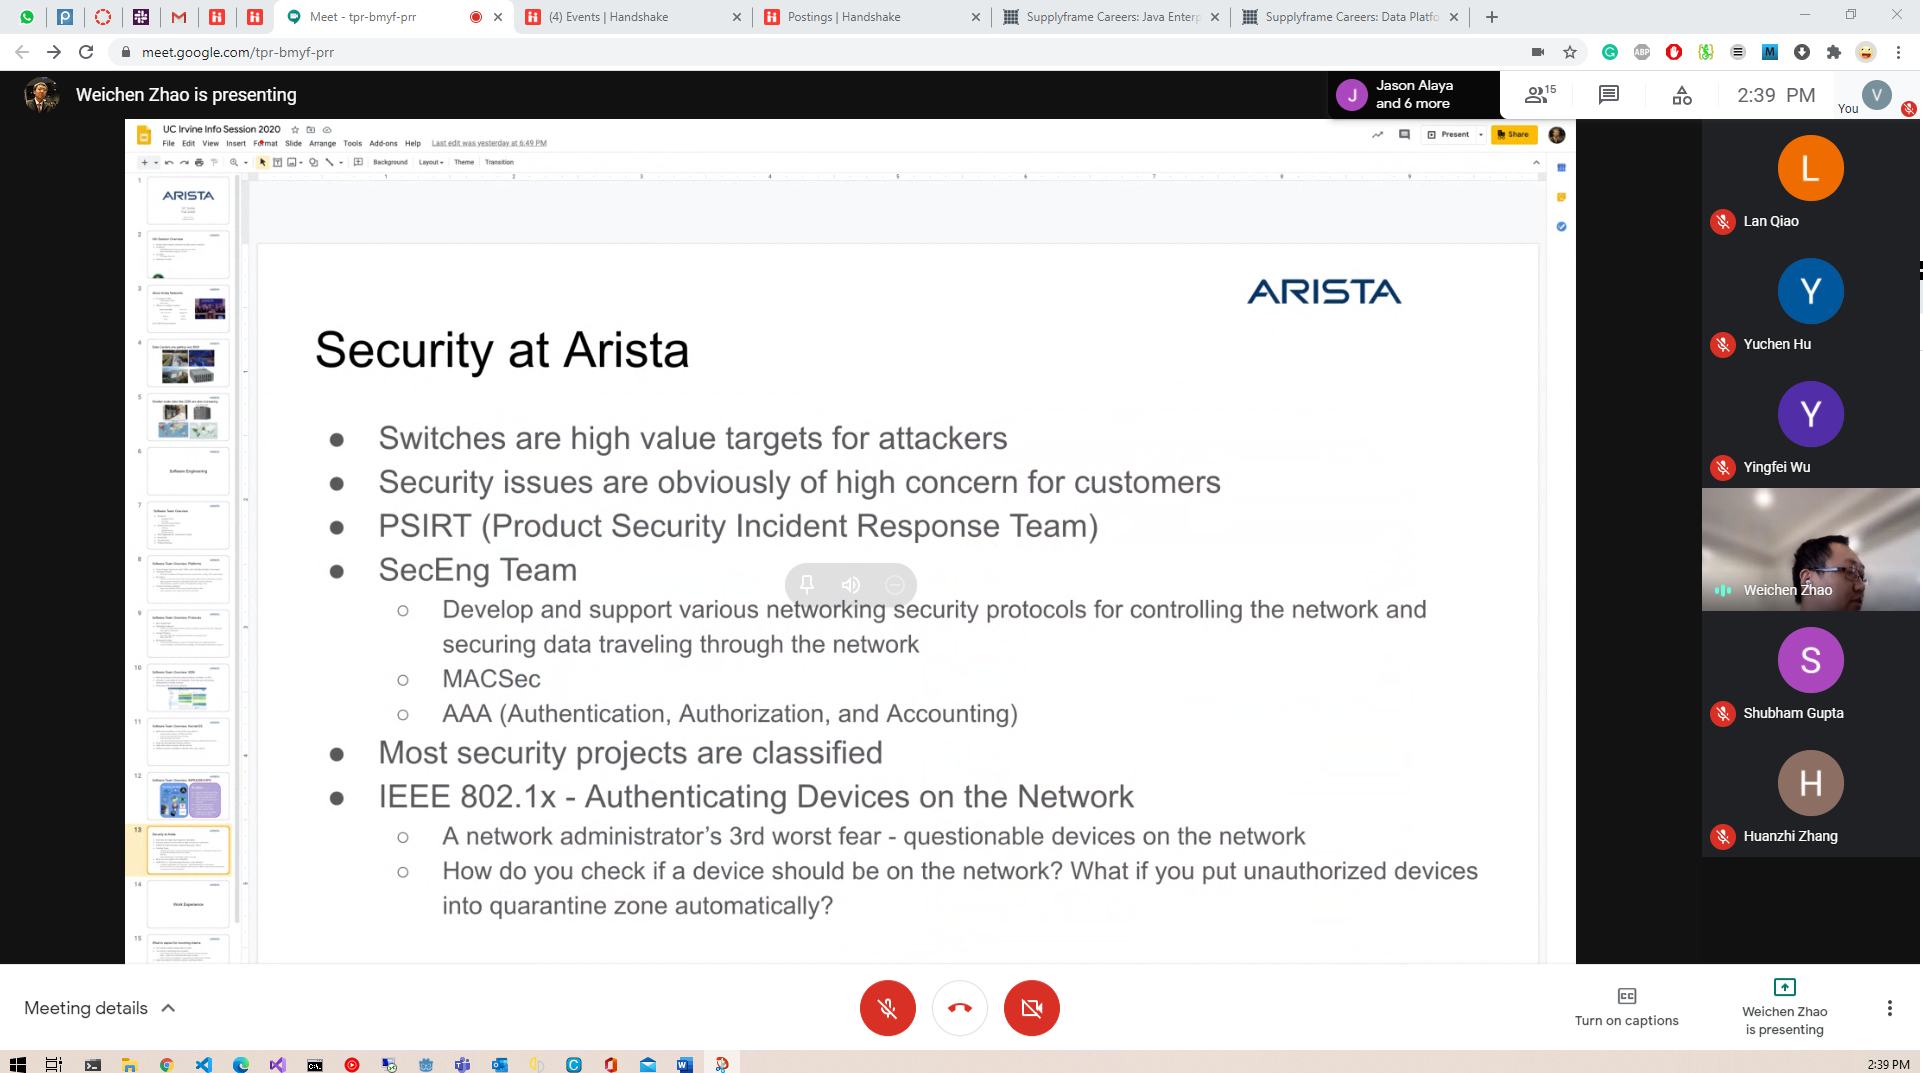 Meet - tpr-bmyf-prr
(4) Events | Handshake
Postings | Handshake
Supplyframe Careers: Java Enterp
Supplyframe Careers: Data Platfo
meet.google.com/tpr-bmyf-prr
Weichen Zhao is presenting
J
Jason Alaya
and 6 more
15
2:39 PM
You
V
UC Irvine Info Session 2020
File Edit View Insert Format Slide Arrange Tools Add-ons Help Last edit was yesterday at 6:49 PM
Present
Share
Background Layout Theme Transition
ARISTA
Software Engineering
Work Experience
ARISTA
Security at Arista
● Switches are high value targets for attackers
● Security issues are obviously of high concern for customers
● PSIRT (Product Security Incident Response Team)
● SecEng Team
○ Develop and support various networking security protocols for controlling the network and
securing data traveling through the network
○ MACSec
○ AAA (Authentication, Authorization, and Accounting)
● Most security projects are classified
● IEEE 802.1x - Authenticating Devices on the Network
○ A network administrator’s 3rd worst fear - questionable devices on the network
○ How do you check if a device should be on the network? What if you put unauthorized devices
into quarantine zone automatically?
L
Lan Qiao
Y
Yuchen Hu
Y
Yingfei Wu
Weichen Zhao
S
Shubham Gupta
H
Huanzhi Zhang
Meeting details
Turn on captions
Weichen Zhao
is presenting
2:39 PM